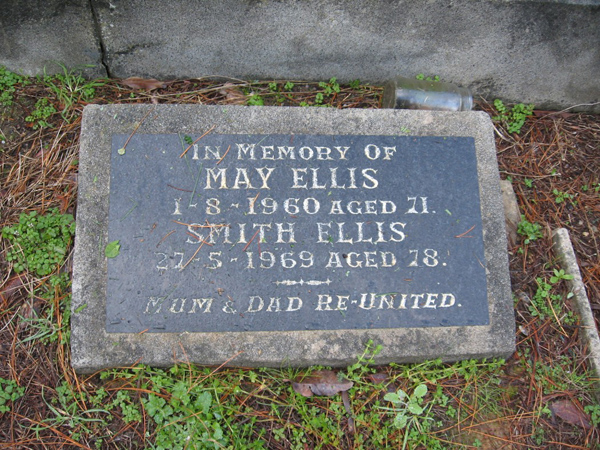 IN MEMORY OF
MAY ELLIS
1-8-1960 AGED 71.
SMITH ELLIS
27-5-1969 AGED 78.
MUM & DAD RE-UNITED.